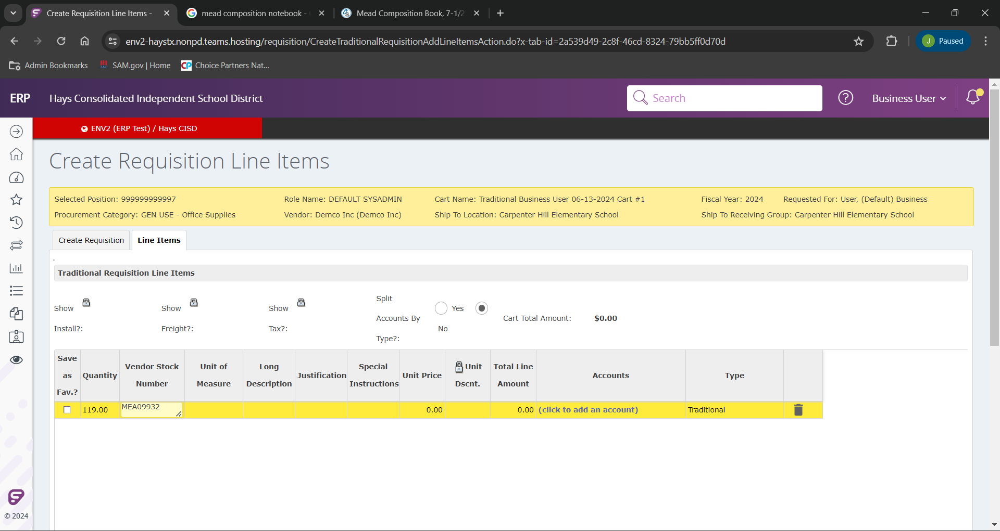 Create Requisition Line Items -
mead composition notebook -
Mead Composition Book, 7-1/2
env2-haystx.nonpd.teams.hosting/requisition/CreateTraditionalRequisitionAddLineItemsAction.do?x-tab-id=2a539d49-2c8f-46cd-8324-79bb5ff0d70d
J Paused
Admin Bookmarks
SAM.gov | Home
CP Choice Partners Nat...
ERP Hays Consolidated Independent School District
Search
? Business User
ENV2 (ERP Test) / Hays CISD
Create Requisition Line Items
Selected Position: 999999999997 Role Name: DEFAULT SYSADMIN Cart Name: Traditional Business User 06-13-2024 Cart #1 Fiscal Year: 2024 Requested For: User, (Default) Business
Procurement Category: GEN USE - Office Supplies Vendor: Demco Inc (Demco Inc) Ship To Location: Carpenter Hill Elementary School Ship To Receiving Group: Carpenter Hill Elementary School
Create Requisition Line Items
.
Traditional Requisition Line Items
Show
Install?:
Show
Freight?:
Show
Tax?:
Split
Accounts By
Type?:
Yes
No
Cart Total Amount: $0.00
Save
as
Fav.?
Quantity
Vendor Stock
Number
Unit of
Measure
Long
Description
Justification
Special
Instructions
Unit Price
Unit
Dscnt.
Total Line
Amount
Accounts
Type
119.00 MEA09932 0.00 0.00 (click to add an account) Traditional
© 2024